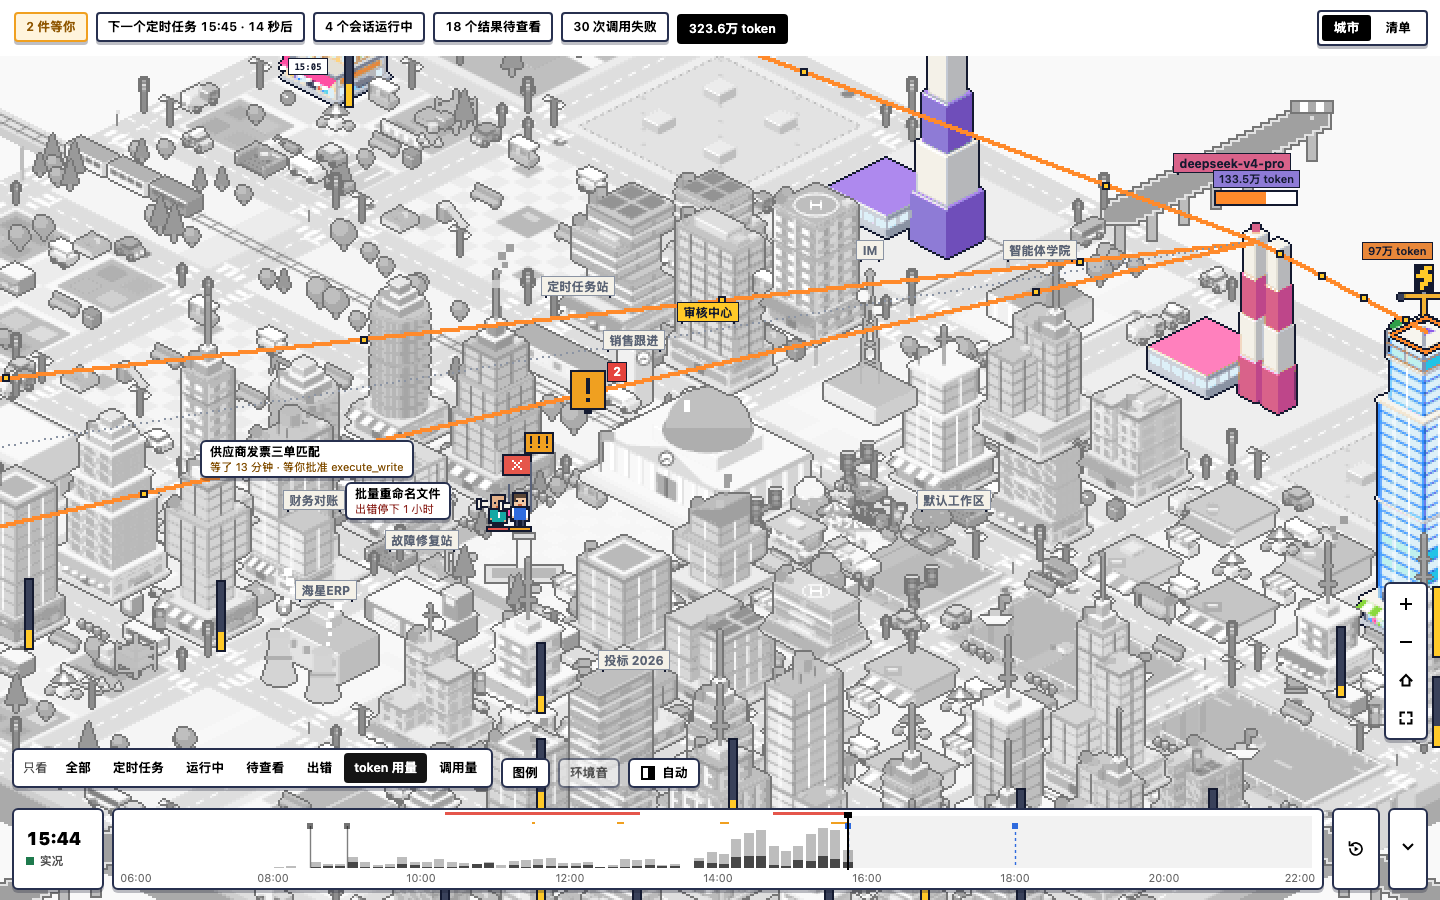 2 件等你
下一个定时任务 15:45 · 14 秒后
4 个会话运行中
18 个结果待查看
30 次调用失败
323.6万 token
城市
清单
15:05
deepseek-v4-pro
133.5万 token
97万 token
IM
智能体学院
定时任务站
审核中心
销售跟进
!
2
!!!
供应商发票三单匹配
等了 13 分钟 · 等你批准 execute_write
财务对账
批量重命名文件
出错停下 1 小时
默认工作区
故障修复站
海星ERP
H
H
投标 2026
+
−
只看
全部
定时任务
运行中
待查看
出错
token 用量
调用量
图例
环境音
自动
15:44
实况
06:00
08:00
10:00
12:00
14:00
16:00
18:00
20:00
22:00